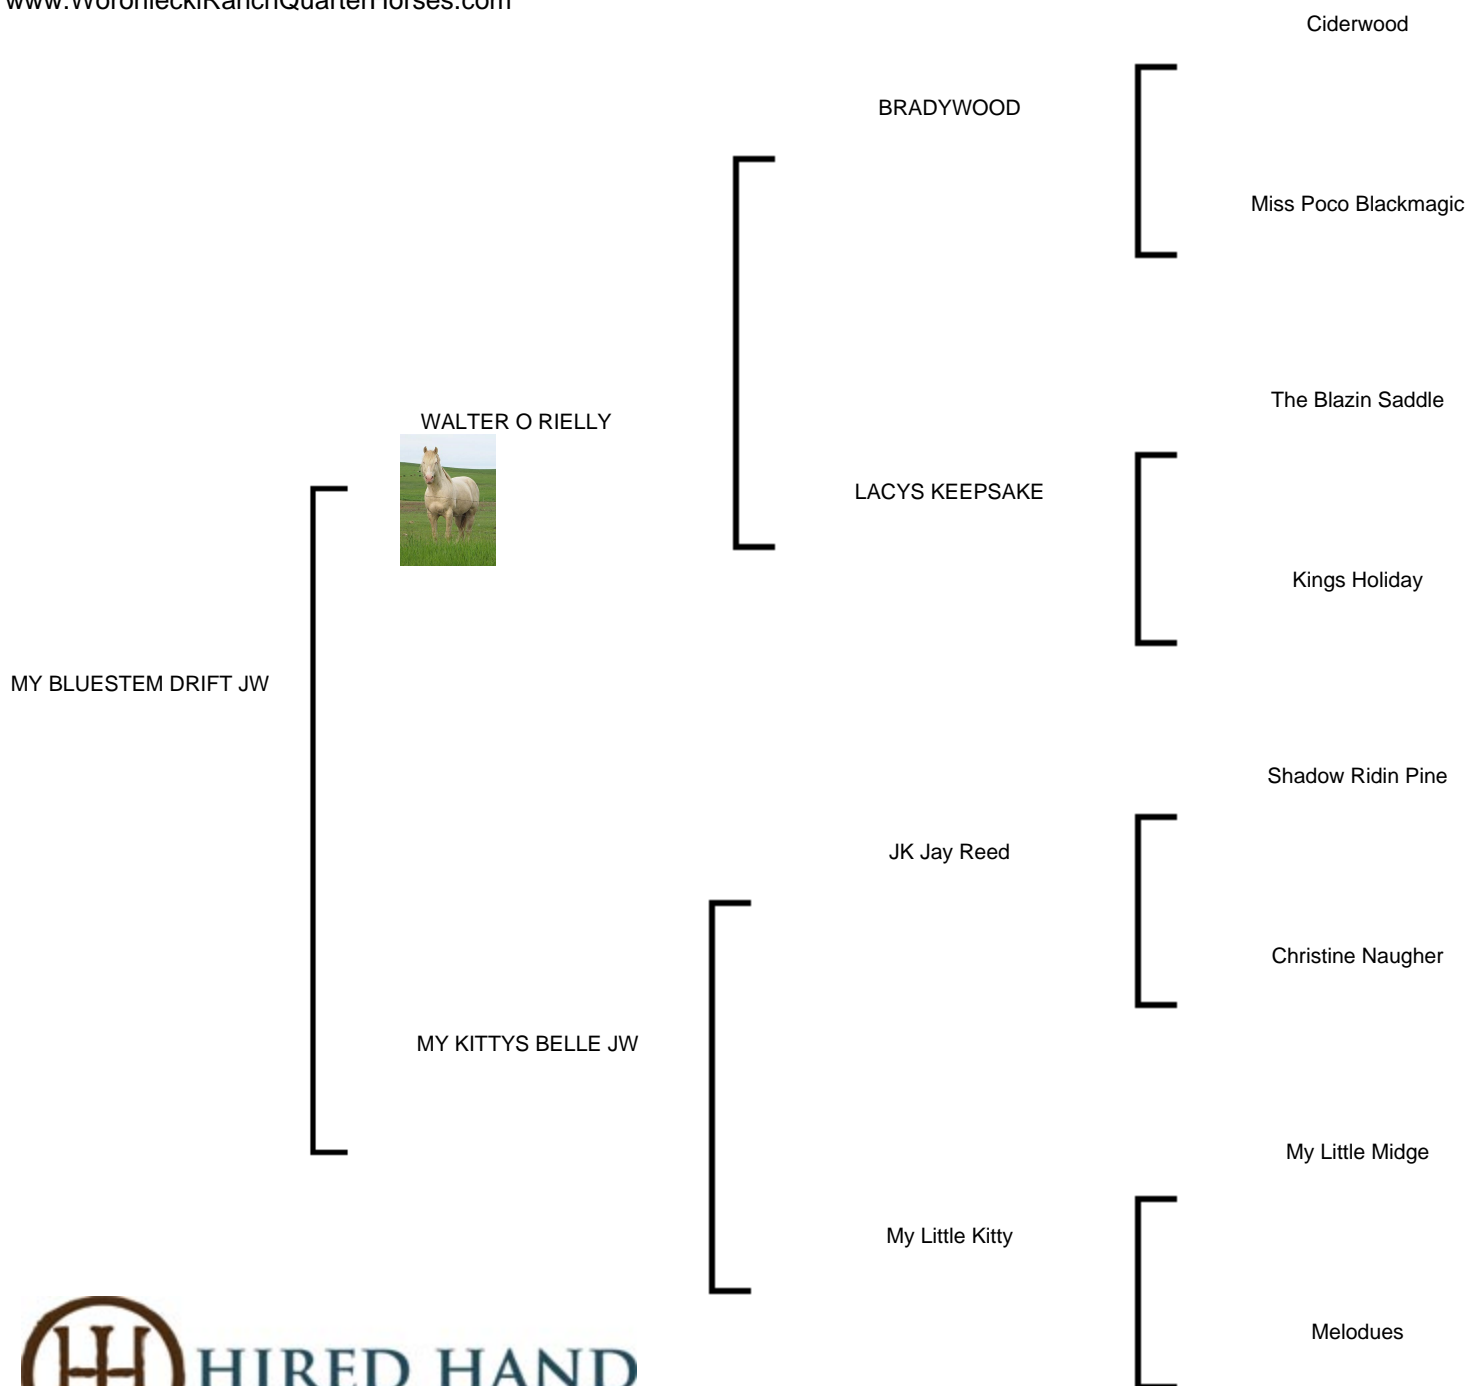 www.WoronieckiRanchQuarterHorses.com
Ciderwood
BRADYWOOD
Miss Poco Blackmagic
The Blazin Saddle
WALTER O RIELLY
LACYS KEEPSAKE
Kings Holiday
MY BLUESTEM DRIFT JW
Shadow Ridin Pine
JK Jay Reed
Christine Naugher
MY KITTYS BELLE JW
My Little Midge
My Little Kitty
Melodues
HIRED HAND